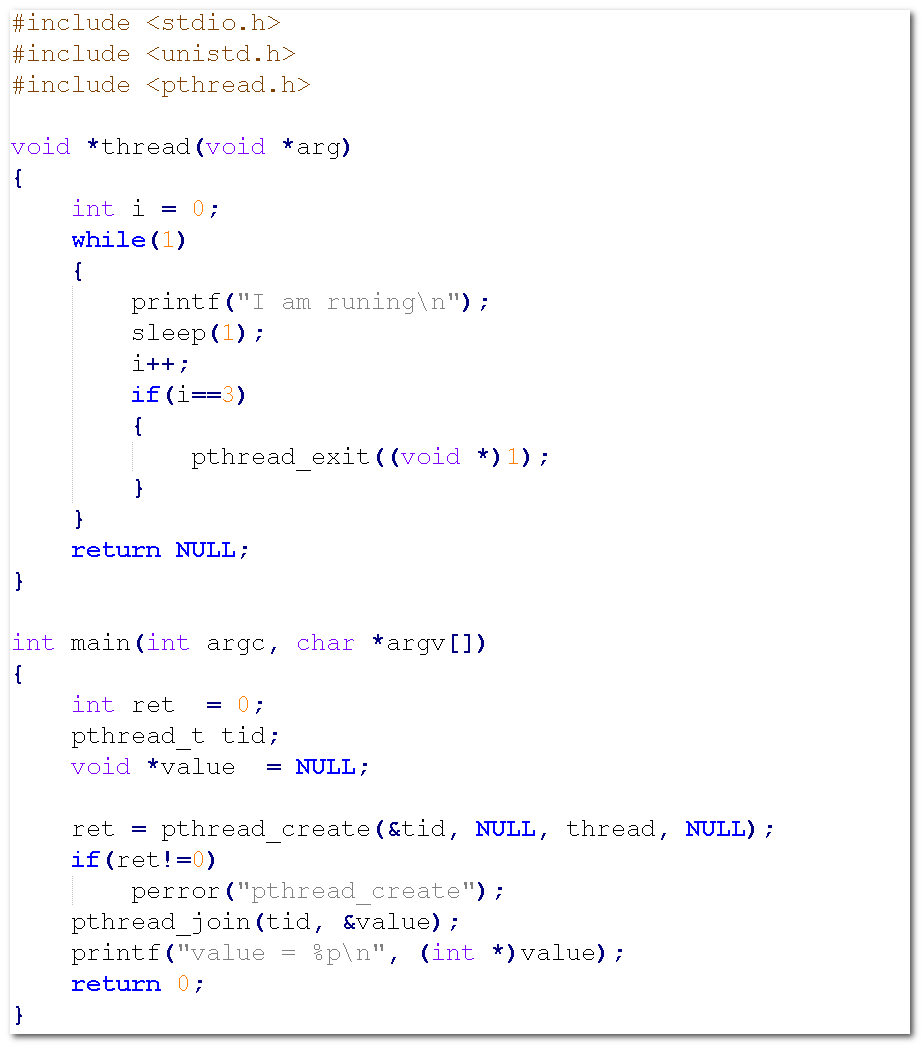 #include <stdio.h>
#include <unistd.h>
#include <pthread.h>

void *thread(void *arg)
{
    int i = 0;
    while(1)
    {
        printf("I am runing\n");
        sleep(1);
        i++;
        if(i==3)
        {
            pthread_exit((void *)1);
        }
    }
    return NULL;
}

int main(int argc, char *argv[])
{
    int ret  = 0;
    pthread_t tid;
    void *value  = NULL;

    ret = pthread_create(&tid, NULL, thread, NULL);
    if(ret!=0)
        perror("pthread_create");
    pthread_join(tid, &value);
    printf("value = %p\n", (int *)value);
    return 0;
}